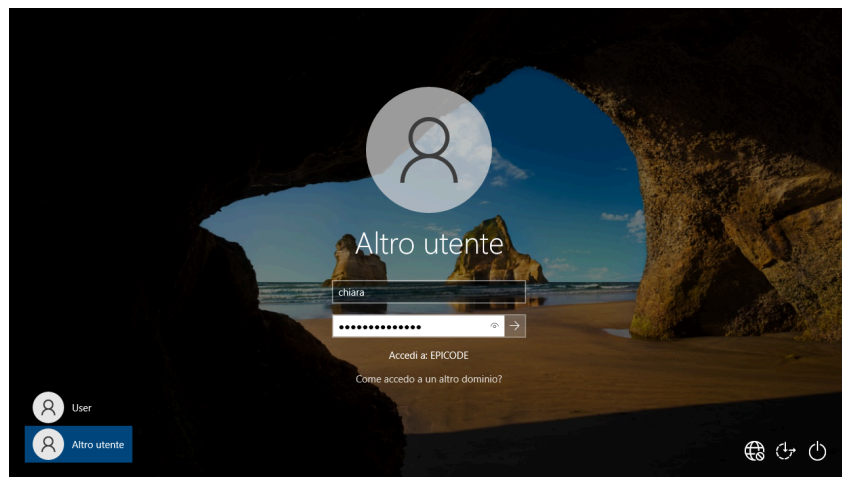 Altro utente
chiara
Accedi a: EPICODE
Come accedo a un altro dominio?
User
Altro utente